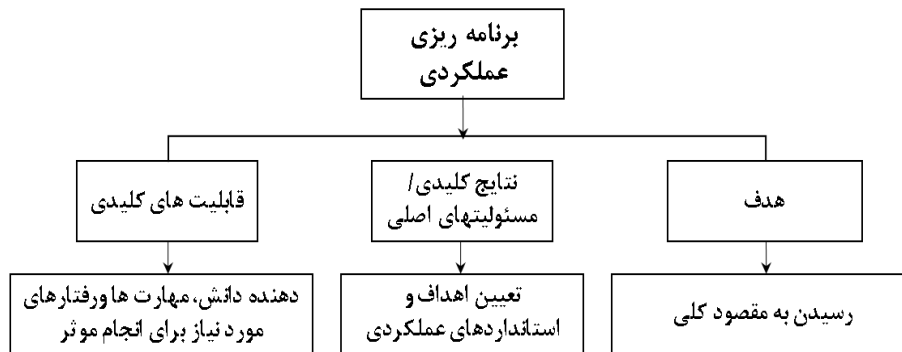 برنامه ریزی
عملکردی
هدف
نتایج کلیدی/
مسئولیتهای اصلی
قابلیت های کلیدی
رسیدن به مقصود کلی
تعیین اهداف و
استانداردهای عملکردی
دهنده دانش، مهارت ها ورفتارهای
مورد نیاز برای انجام موثر